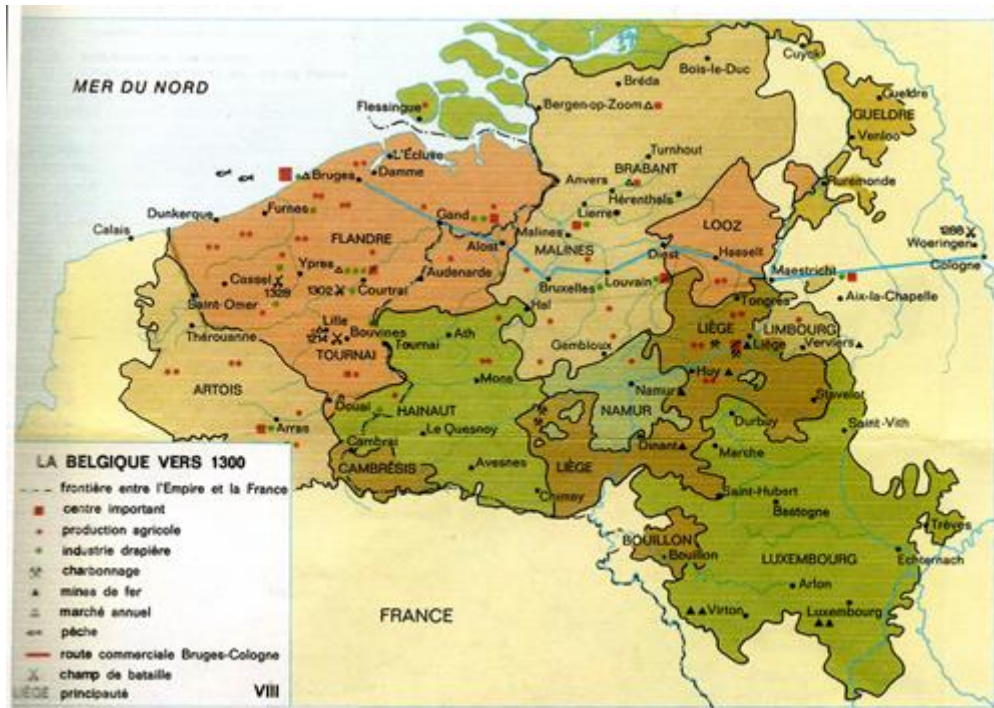 MER DU NORD
Cuyck
Bois-le-Duc
Bréda
Gueldre
Bergen-op-Zoom
GUELDRE
Flessingue
Venloo
Turnhout
L'Écluse
BRABANT
Damme
Bruges
Anvers
Ruremonde
Hérenthals
Furnes
Lierre
LOOZ
Dunkerque
Gand
Malines
1288
Calais
FLANDRE
MALINES
Woeringen
Alost
Diest
Hasselt
Cologne
Ypres
Audenarde
Maestricht
Cassel
1328
1302
Courtrai
Bruxelles
Louvain
Aix-la-Chapelle
Saint-Omer
Hal
Tongres
Lille
LIÈGE
LIMBOURG
1214
Bouvines
Ath
Liège
Verviers
Thérouanne
TOURNAI
Tournai
Gembloux
Huy
ARTOIS
Mons
Namur
Stavelot
Douai
HAINAUT
NAMUR
Durbuy
Saint-Vith
Arras
Le Quesnoy
Dinant
Marche
Cambrai
CAMBRÉSIS
Avesnes
LIÈGE
Chimay
Saint-Hubert
Bastogne
Trèves
BOUILLON
Bouillon
LUXEMBOURG
Echternach
Arlon
FRANCE
Virton
Luxembourg
LA BELGIQUE VERS 1300
frontière entre l'Empire et la France
centre important
production agricole
industrie drapière
charbonnage
mines de fer
marché annuel
pêche
route commerciale Bruges-Cologne
champ de bataille
LIÈGE principauté
VIII